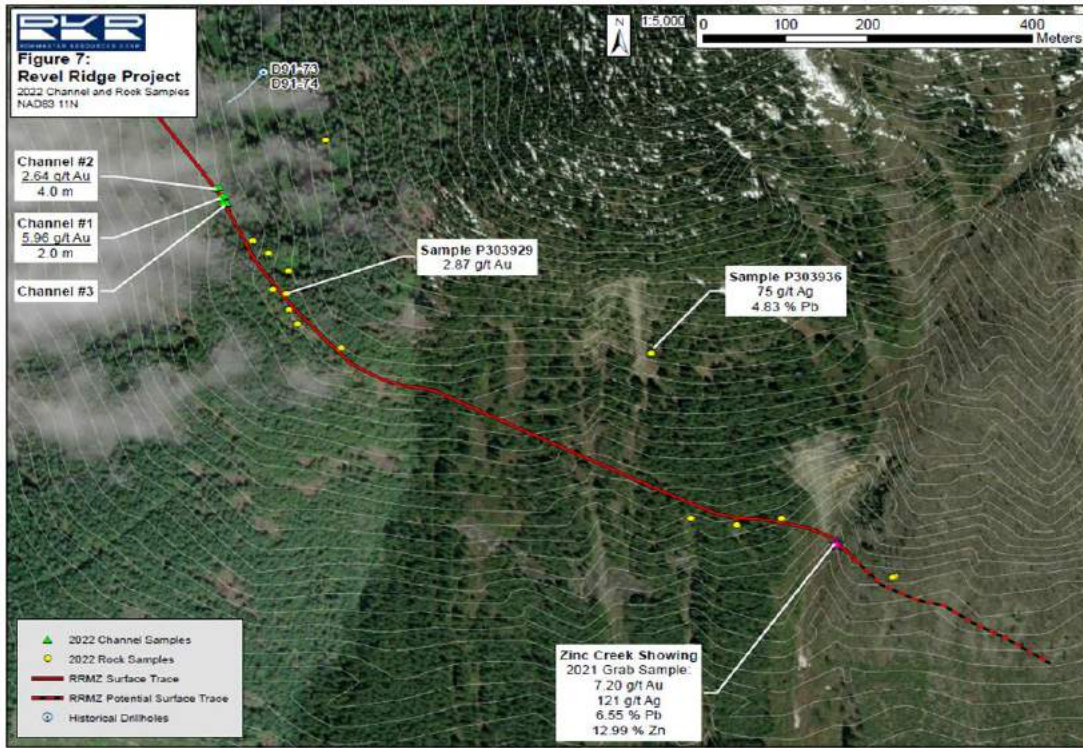 RKR
ROKMASTER RESOURCES CORP
Figure 7:
Revel Ridge Project
2022 Channel and Rock Samples
NAD83 11N
D91-73
D91-74
N
1:5,000
0 100 200 400
Meters
Channel #2
2.64 g/t Au
4.0 m
Channel #1
5.96 g/t Au
2.0 m
Channel #3
Sample P303929
2.87 g/t Au
Sample P303936
75 g/t Ag
4.83 % Pb
Zinc Creek Showing
2021 Grab Sample:
7.20 g/t Au
121 g/t Ag
6.55 % Pb
12.99 % Zn
2022 Channel Samples
2022 Rock Samples
RRMZ Surface Trace
RRMZ Potential Surface Trace
Historical Drillholes